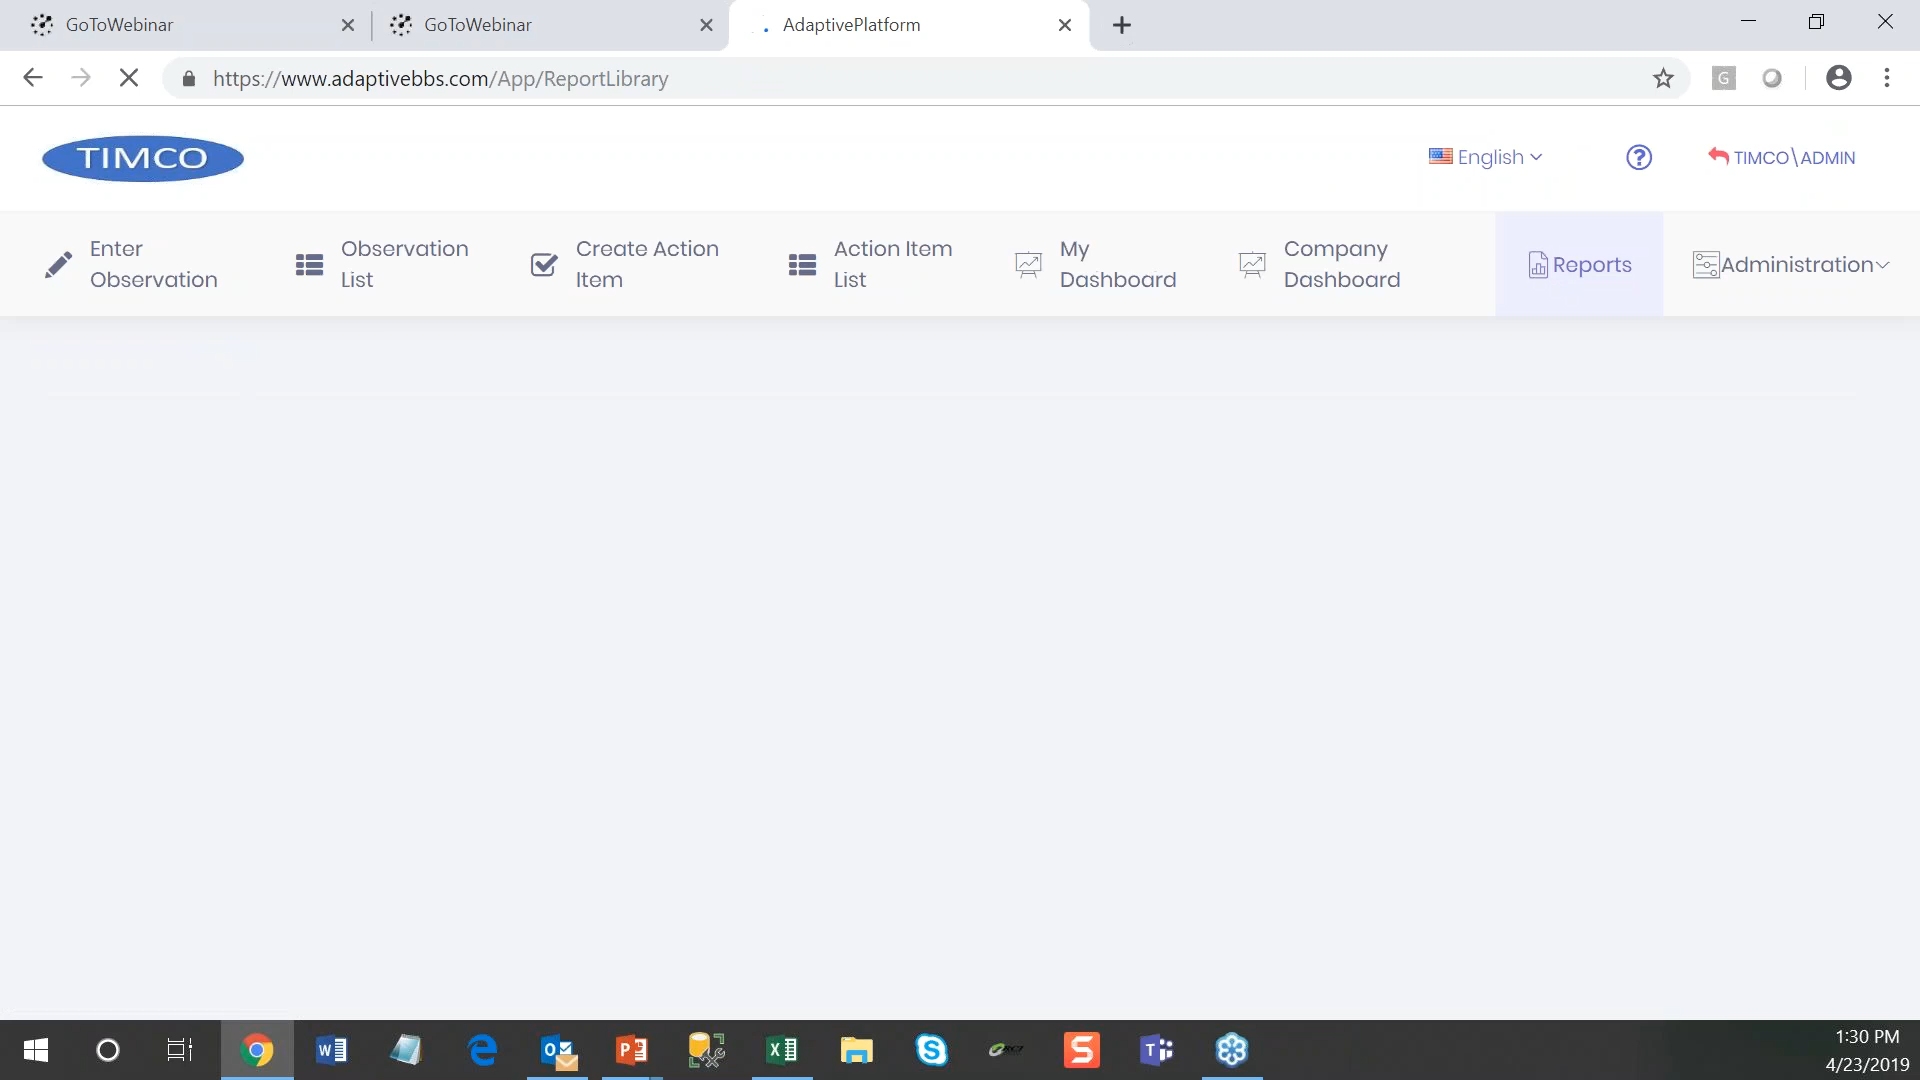 GoToWebinar
GoToWebinar
AdaptivePlatform
https://www.adaptivebbs.com/App/ReportLibrary
G
TIMCO
English
?
TIMCO\ADMIN
Enter
Observation
Observation
List
Create Action
Item
Action Item
List
My
Dashboard
Company
Dashboard
Reports
Administration
1:30 PM
4/23/2019